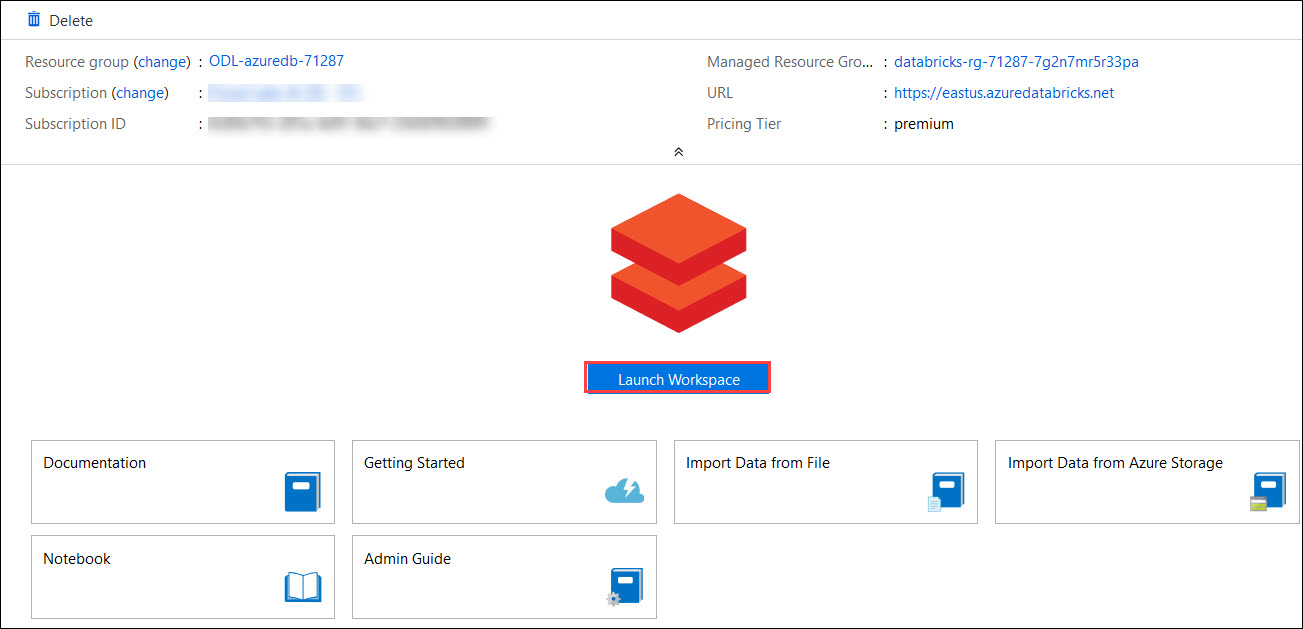 Delete
Resource group (change) : ODL-azuredb-71287
Managed Resource Gro... : databricks-rg-71287-7g2n7mr5r33pa
Subscription (change) :
URL : https://eastus.azuredatabricks.net
Subscription ID :
Pricing Tier : premium
Launch Workspace
Documentation
Getting Started
Import Data from File
Import Data from Azure Storage
Notebook
Admin Guide